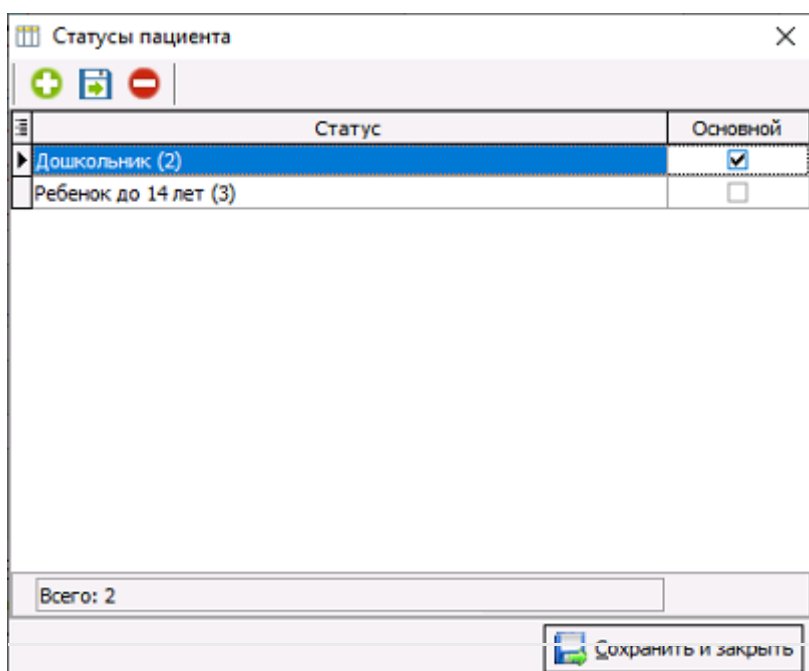 Статусы пациента
Статус Основной
Дошкольник (2)
Ребенок до 14 лет (3)
Всего: 2
Сохранить и закрыть